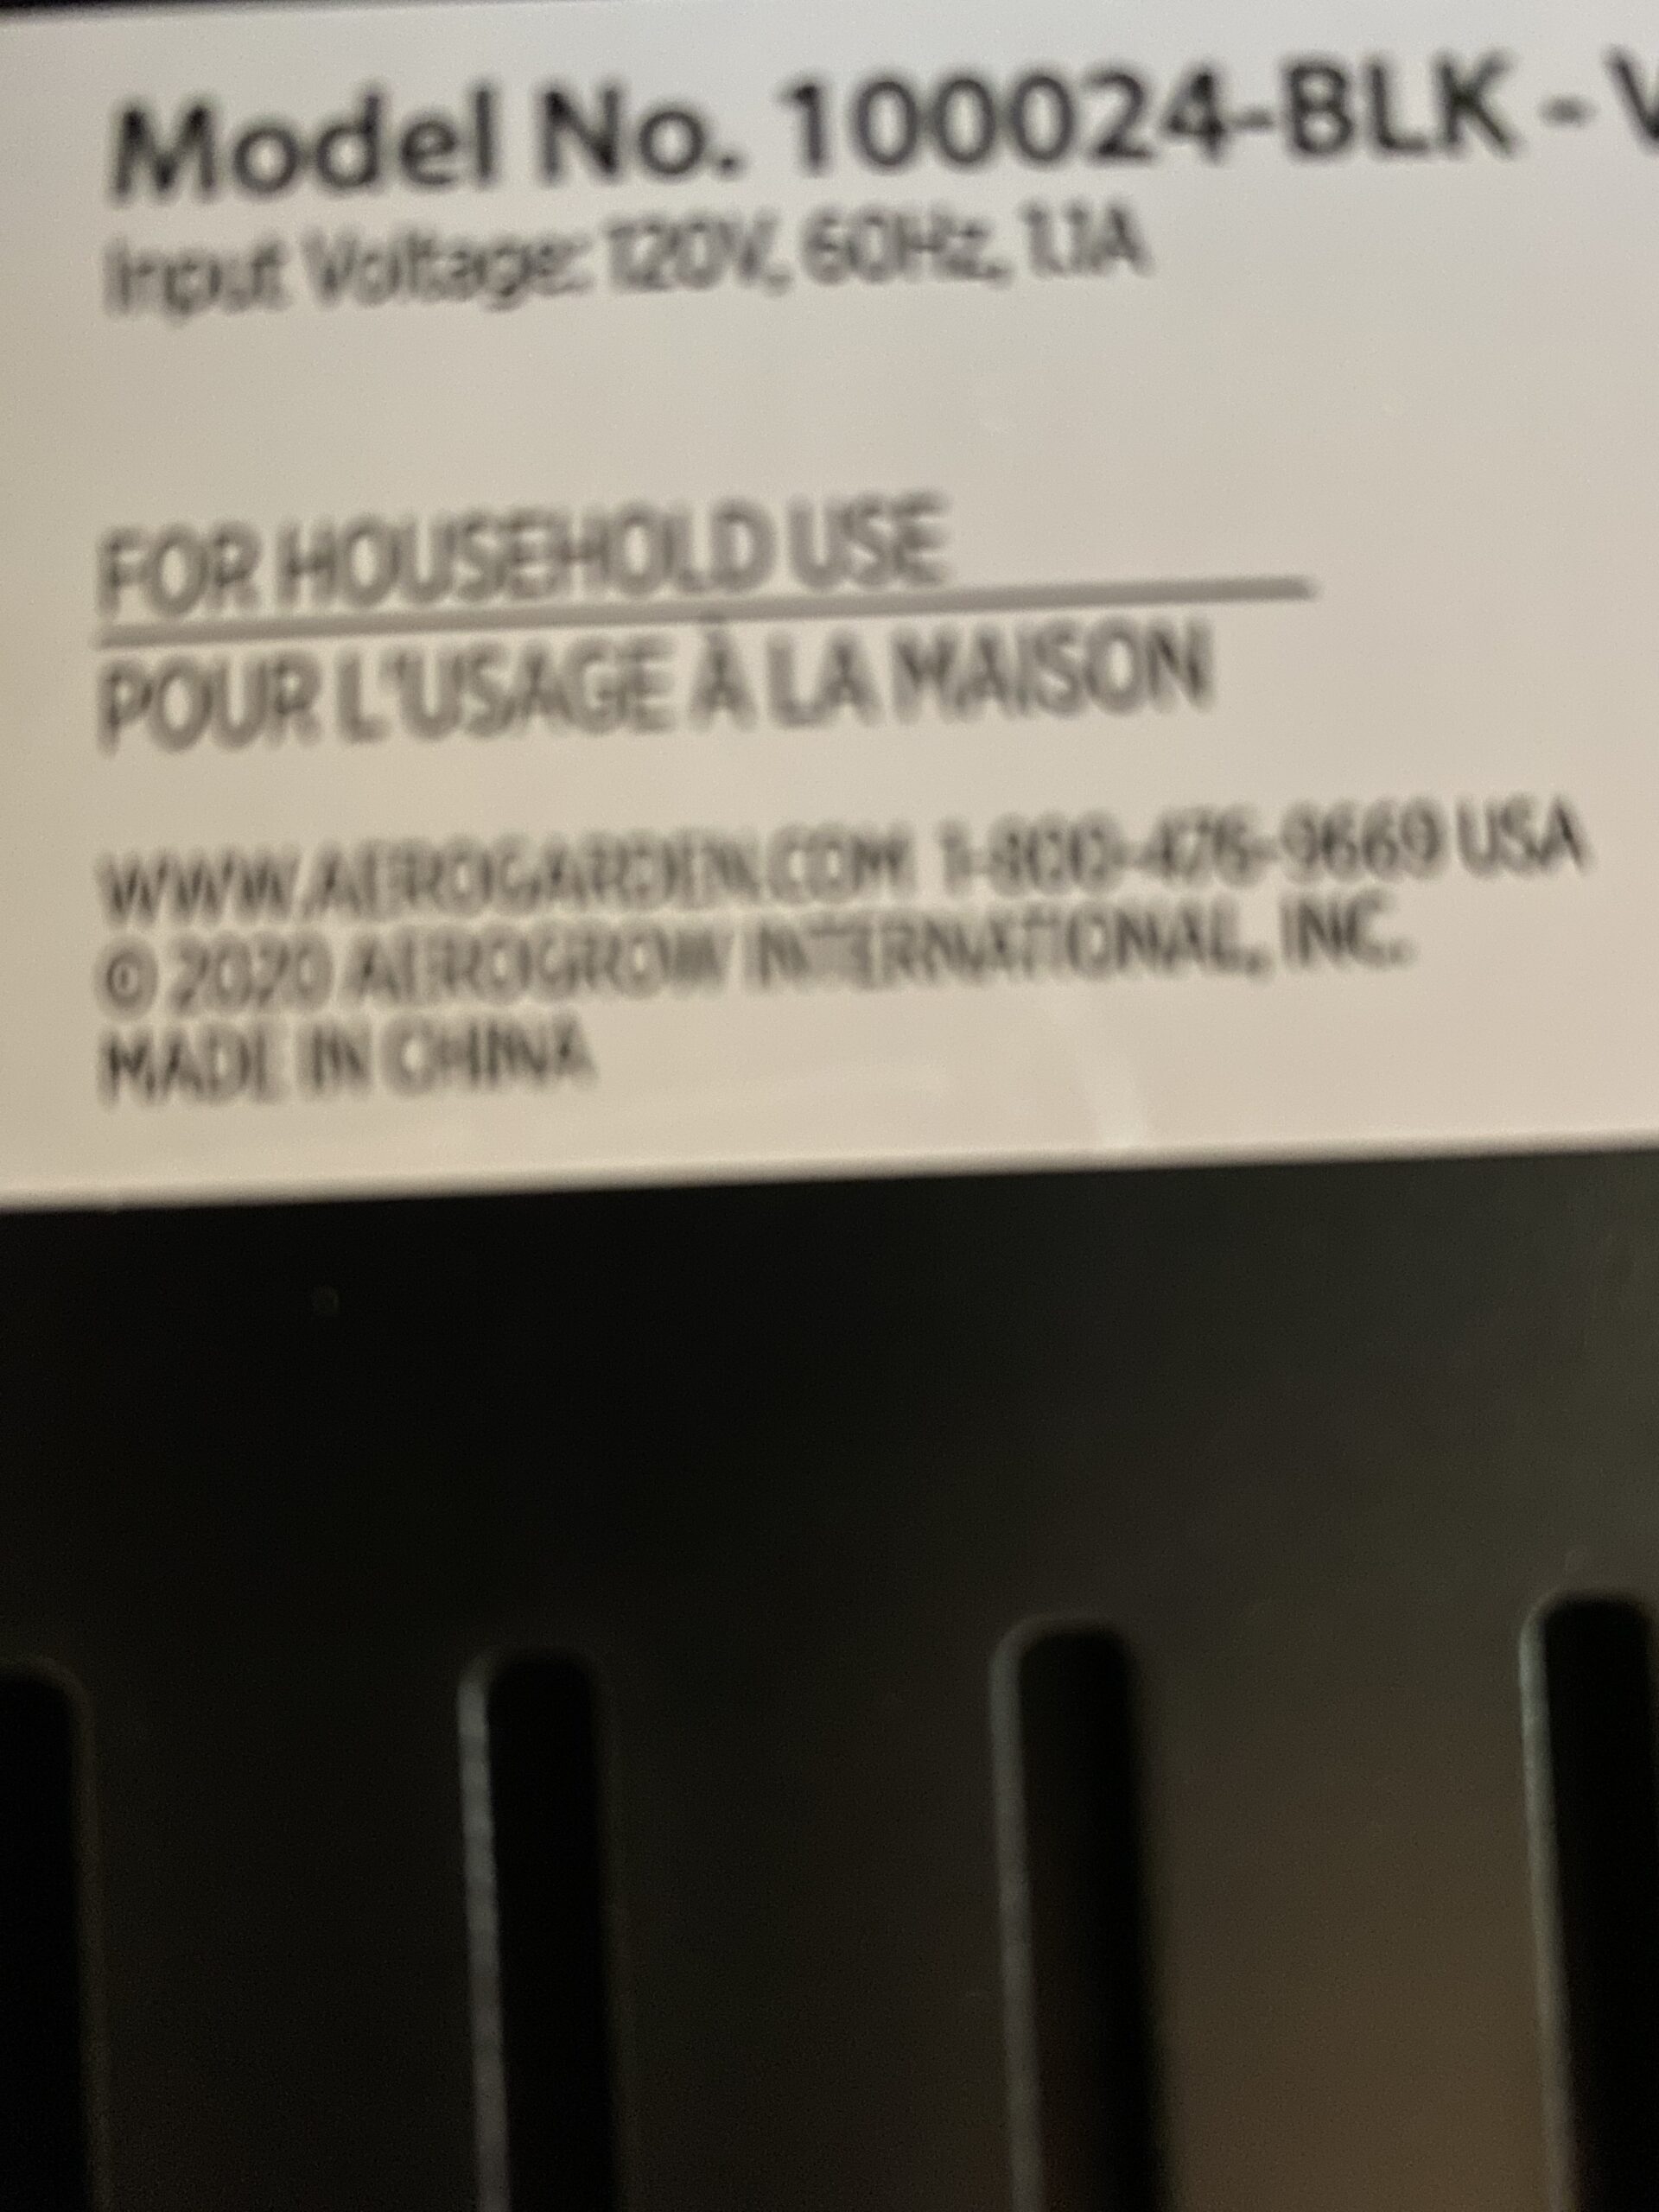 Model No. 100024-BLK - V
Input Voltage: 120V, 60Hz, 1.1A
FOR HOUSEHOLD USE
POUR L'USAGE À LA MAISON
WWW.AEROGARDEN.COM 1-800-476-9669 USA
© 2020 AEROGROW INTERNATIONAL, INC.
MADE IN CHINA